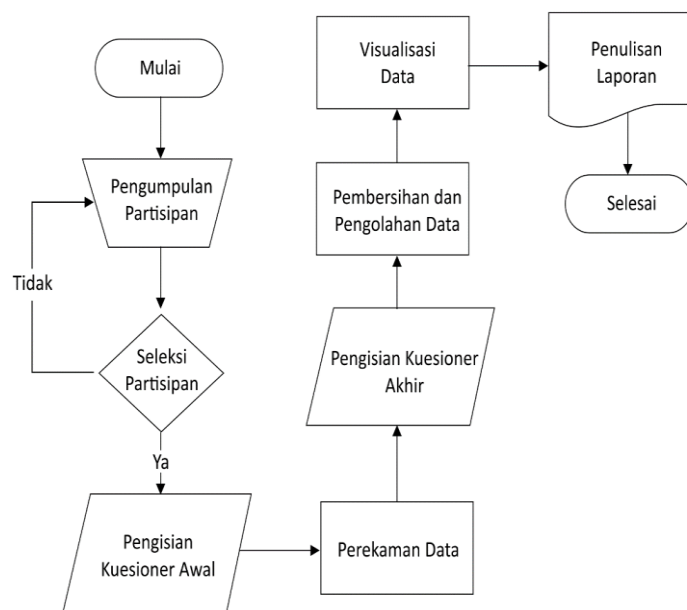 Mulai
Pengumpulan
Partisipan
Tidak
Seleksi
Partisipan
Ya
Pengisian
Kuesioner Awal
Perekaman Data
Pengisian Kuesioner
Akhir
Pembersihan dan
Pengolahan Data
Visualisasi
Data
Penulisan
Laporan
Selesai